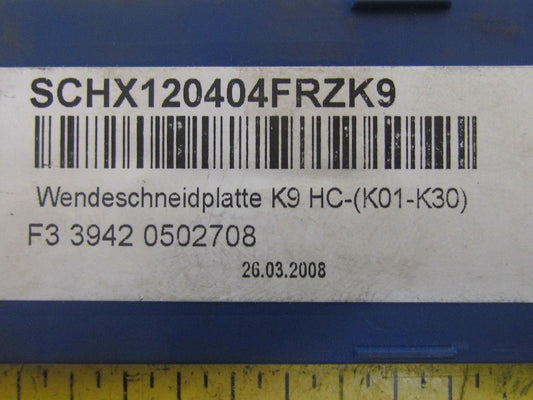 SCHX120404FRZK9
Wendeschneidplatte K9 HC-(K01-K30)
F3 3942 0502708
26.03.2008